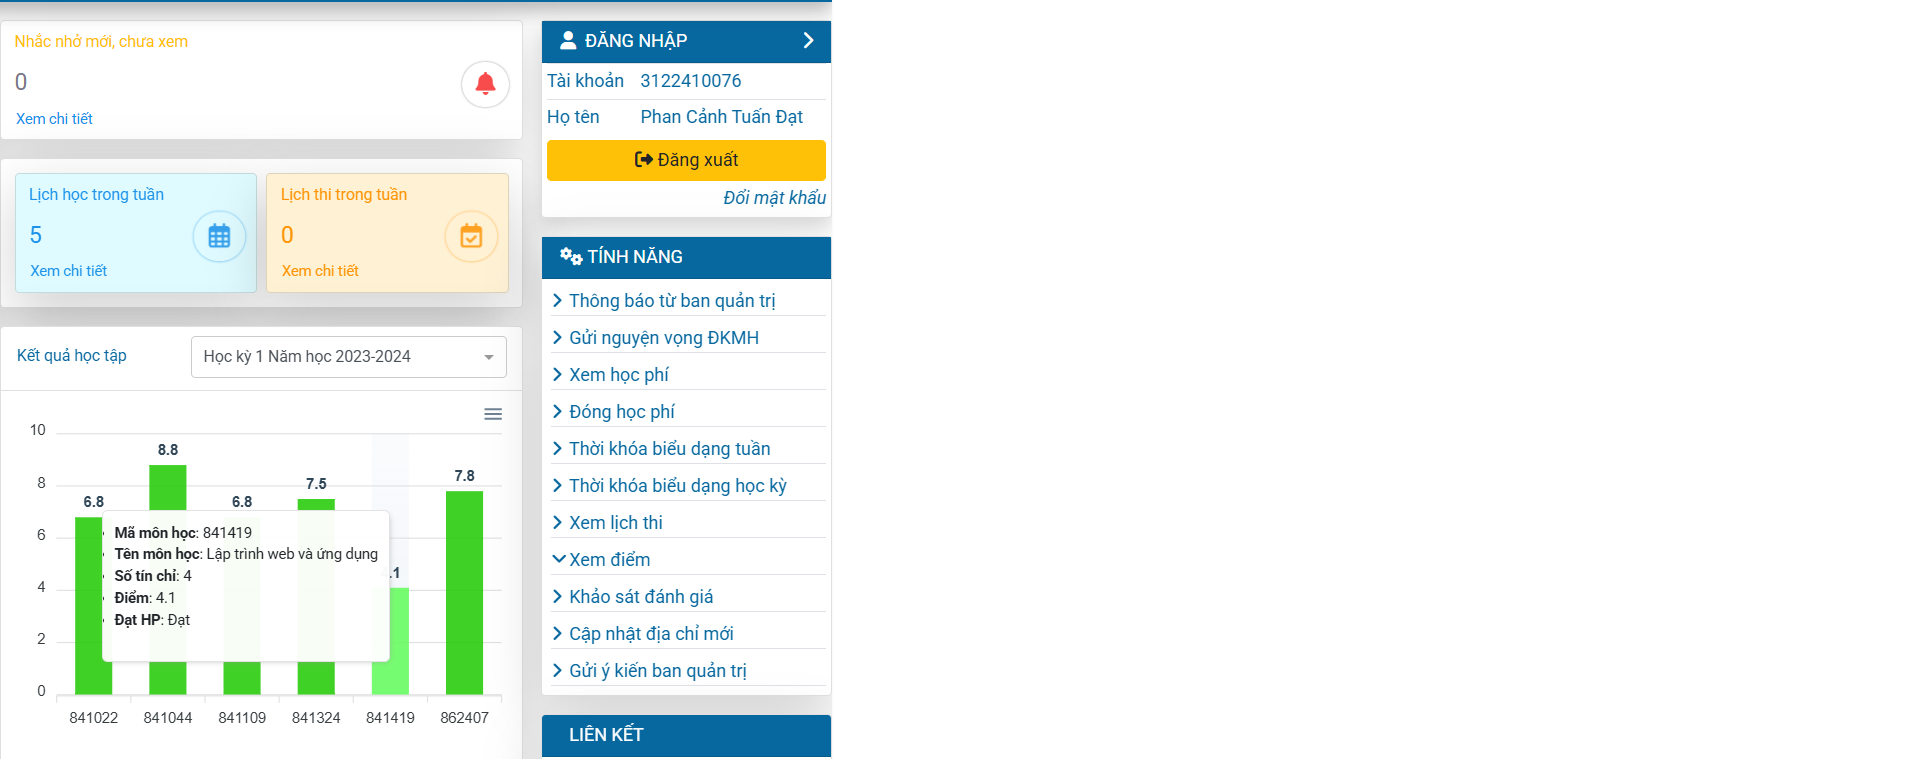 Nhắc nhở mới, chưa xem
0
Xem chi tiết
Lịch học trong tuần
5
Xem chi tiết
Lịch thi trong tuần
0
Xem chi tiết
Kết quả học tập
Học kỳ 1 Năm học 2023-2024
10
8
6
4
2
0
6.8
8.8
6.8
7.5
.1
7.8
Mã môn học: 841419
Tên môn học: Lập trình web và ứng dụng
Số tín chỉ: 4
Điểm: 4.1
Đạt HP: Đạt
841022
841044
841109
841324
841419
862407
ĐĂNG NHẬP
Tài khoản 3122410076
Họ tên Phan Cảnh Tuấn Đạt
Đăng xuất
Đổi mật khẩu
TÍNH NĂNG
Thông báo từ ban quản trị
Gửi nguyện vọng ĐKMH
Xem học phí
Đóng học phí
Thời khóa biểu dạng tuần
Thời khóa biểu dạng học kỳ
Xem lịch thi
Xem điểm
Khảo sát đánh giá
Cập nhật địa chỉ mới
Gửi ý kiến ban quản trị
LIÊN KẾT